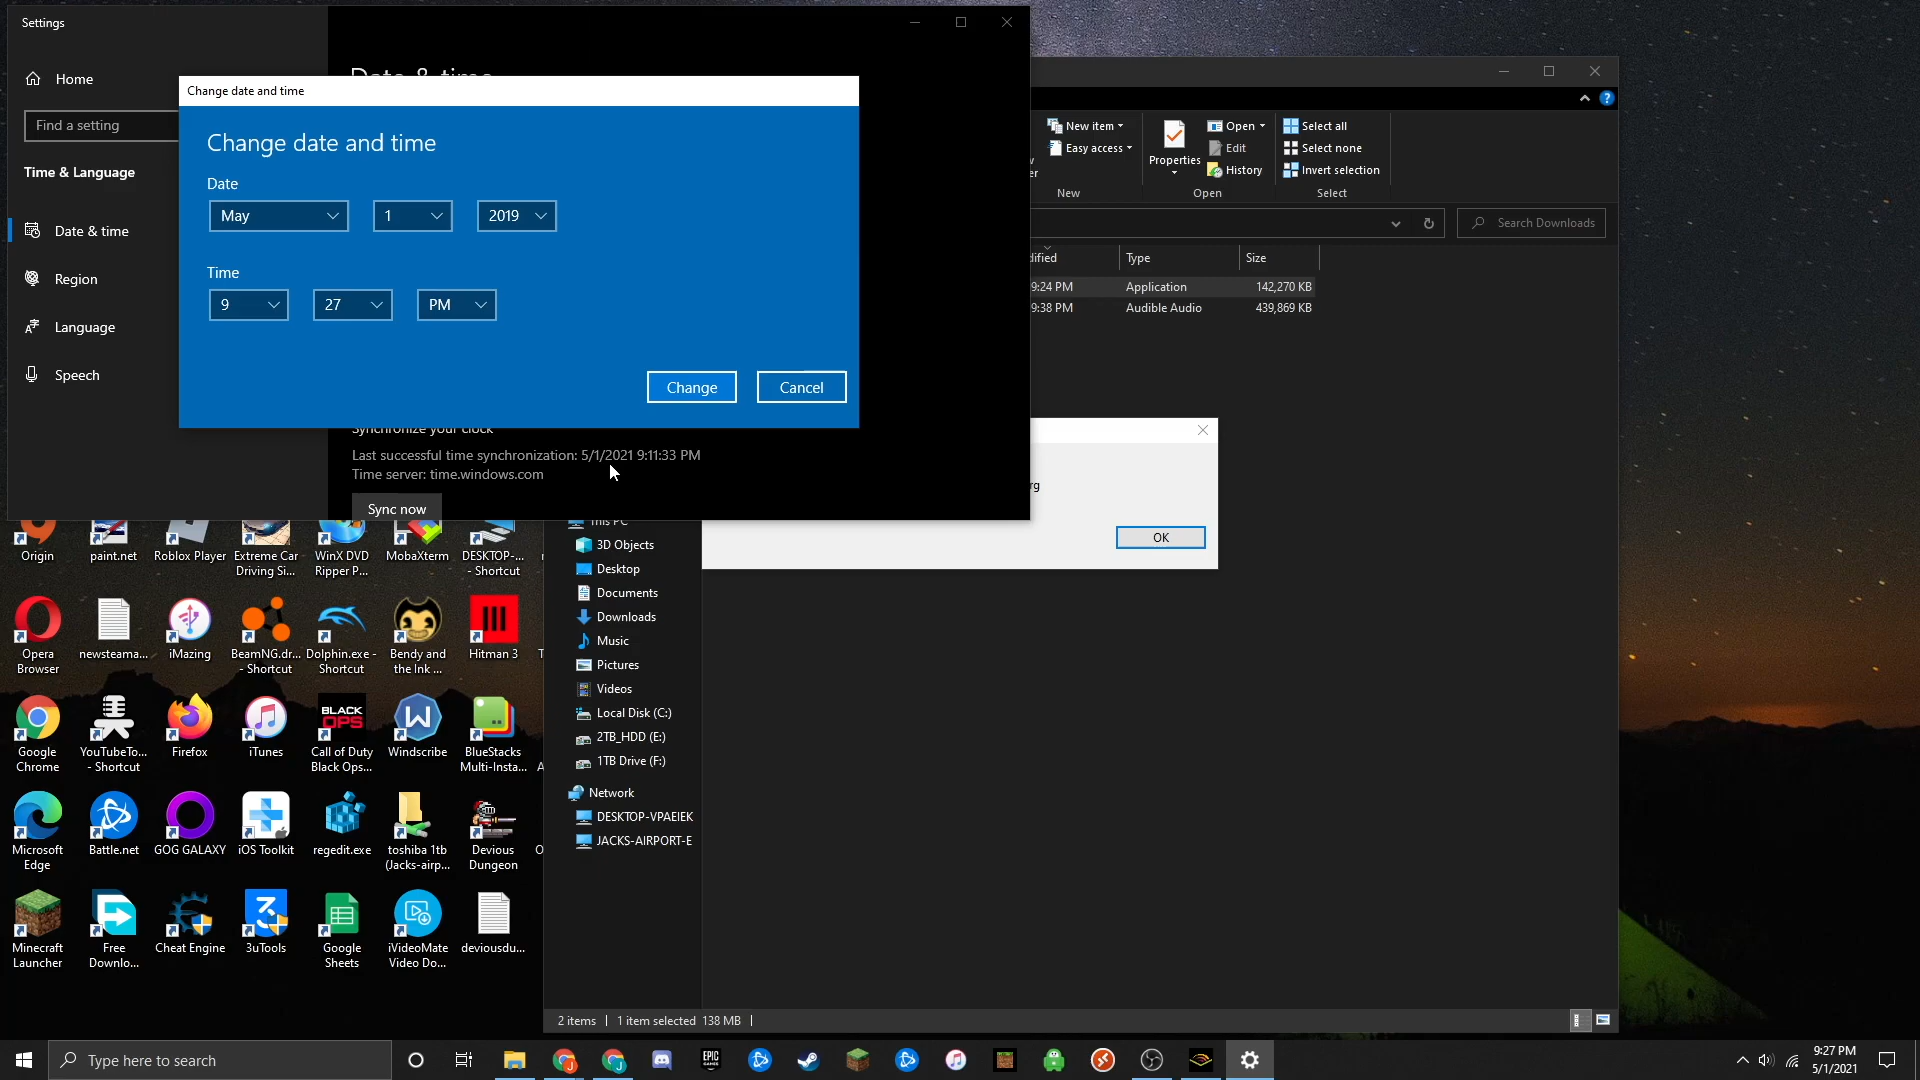 Settings
Home
Find a setting
Time & Language
Date & time
Region
Language
Speech
Date & time
Change date and time
Change date and time
Date
May
1
2019
Time
9
27
PM
Change
Cancel
Synchronize your clock
Last successful time synchronization: 5/1/2021 9:11:33 PM
Time server: time.windows.com
Sync now
New item
Easy access
New
Properties
Open
Edit
History
Open
Select all
Select none
Invert selection
Select
Search Downloads
Type
Size
9:24 PM
Application
142,270 KB
9:38 PM
Audible Audio
439,869 KB
OK
This PC
3D Objects
Desktop
Documents
Downloads
Music
Pictures
Videos
Local Disk (C:)
2TB_HDD (E:)
1TB Drive (F:)
Network
DESKTOP-VPAEIEK
JACKS-AIRPORT-E
2 items
1 item selected 138 MB
Origin
paint.net
Roblox Player
Extreme Car
Driving Si...
WinX DVD
Ripper P...
MobaXterm
DESKTOP-...
- Shortcut
Opera
Browser
newsteama...
iMazing
BeamNG.dr...
- Shortcut
Dolphin.exe -
Shortcut
Bendy and
the Ink ...
Hitman 3
Google
Chrome
YouTubeTo...
- Shortcut
Firefox
iTunes
BLACK
OPS
Call of Duty
Black Ops...
Windscribe
BlueStacks
Multi-Insta...
Microsoft
Edge
Battle.net
GOG GALAXY
iOS Toolkit
regedit.exe
toshiba 1tb
(Jacks-airp...
Devious
Dungeon
Minecraft
Launcher
Free
Downlo...
Cheat Engine
3uTools
Google
Sheets
iVideoMate
Video Do...
deviousdu...
Type here to search
EPIC
GAMES
9:27 PM
5/1/2021